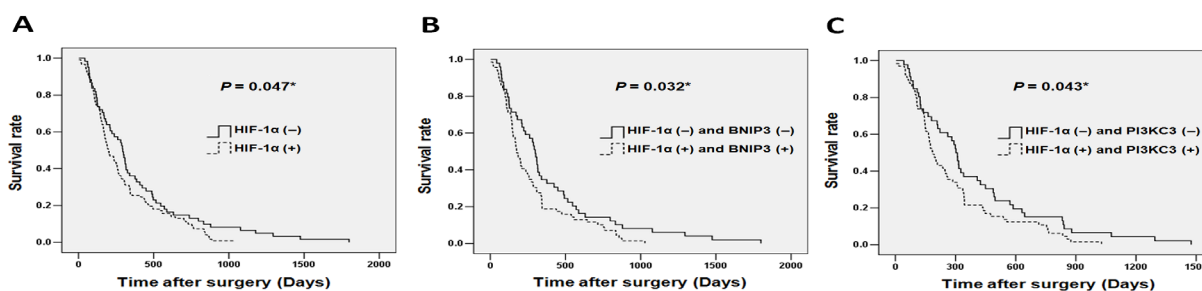 A
Survival rate
1.0
0.8
0.6
0.4
0.2
0.0
P = 0.047*
HIF-1α (–)
HIF-1α (+)
0
500
1000
1500
2000
Time after surgery (Days)
B
Survival rate
1.0
0.8
0.6
0.4
0.2
0.0
P = 0.032*
HIF-1α (–) and BNIP3 (–)
HIF-1α (+) and BNIP3 (+)
0
500
1000
1500
2000
Time after surgery (Days)
C
Survival rate
1.0
0.8
0.6
0.4
0.2
0.0
P = 0.043*
HIF-1α (–) and PI3KC3 (–)
HIF-1α (+) and PI3KC3 (+)
0
300
600
900
1200
Time after surgery (Days)